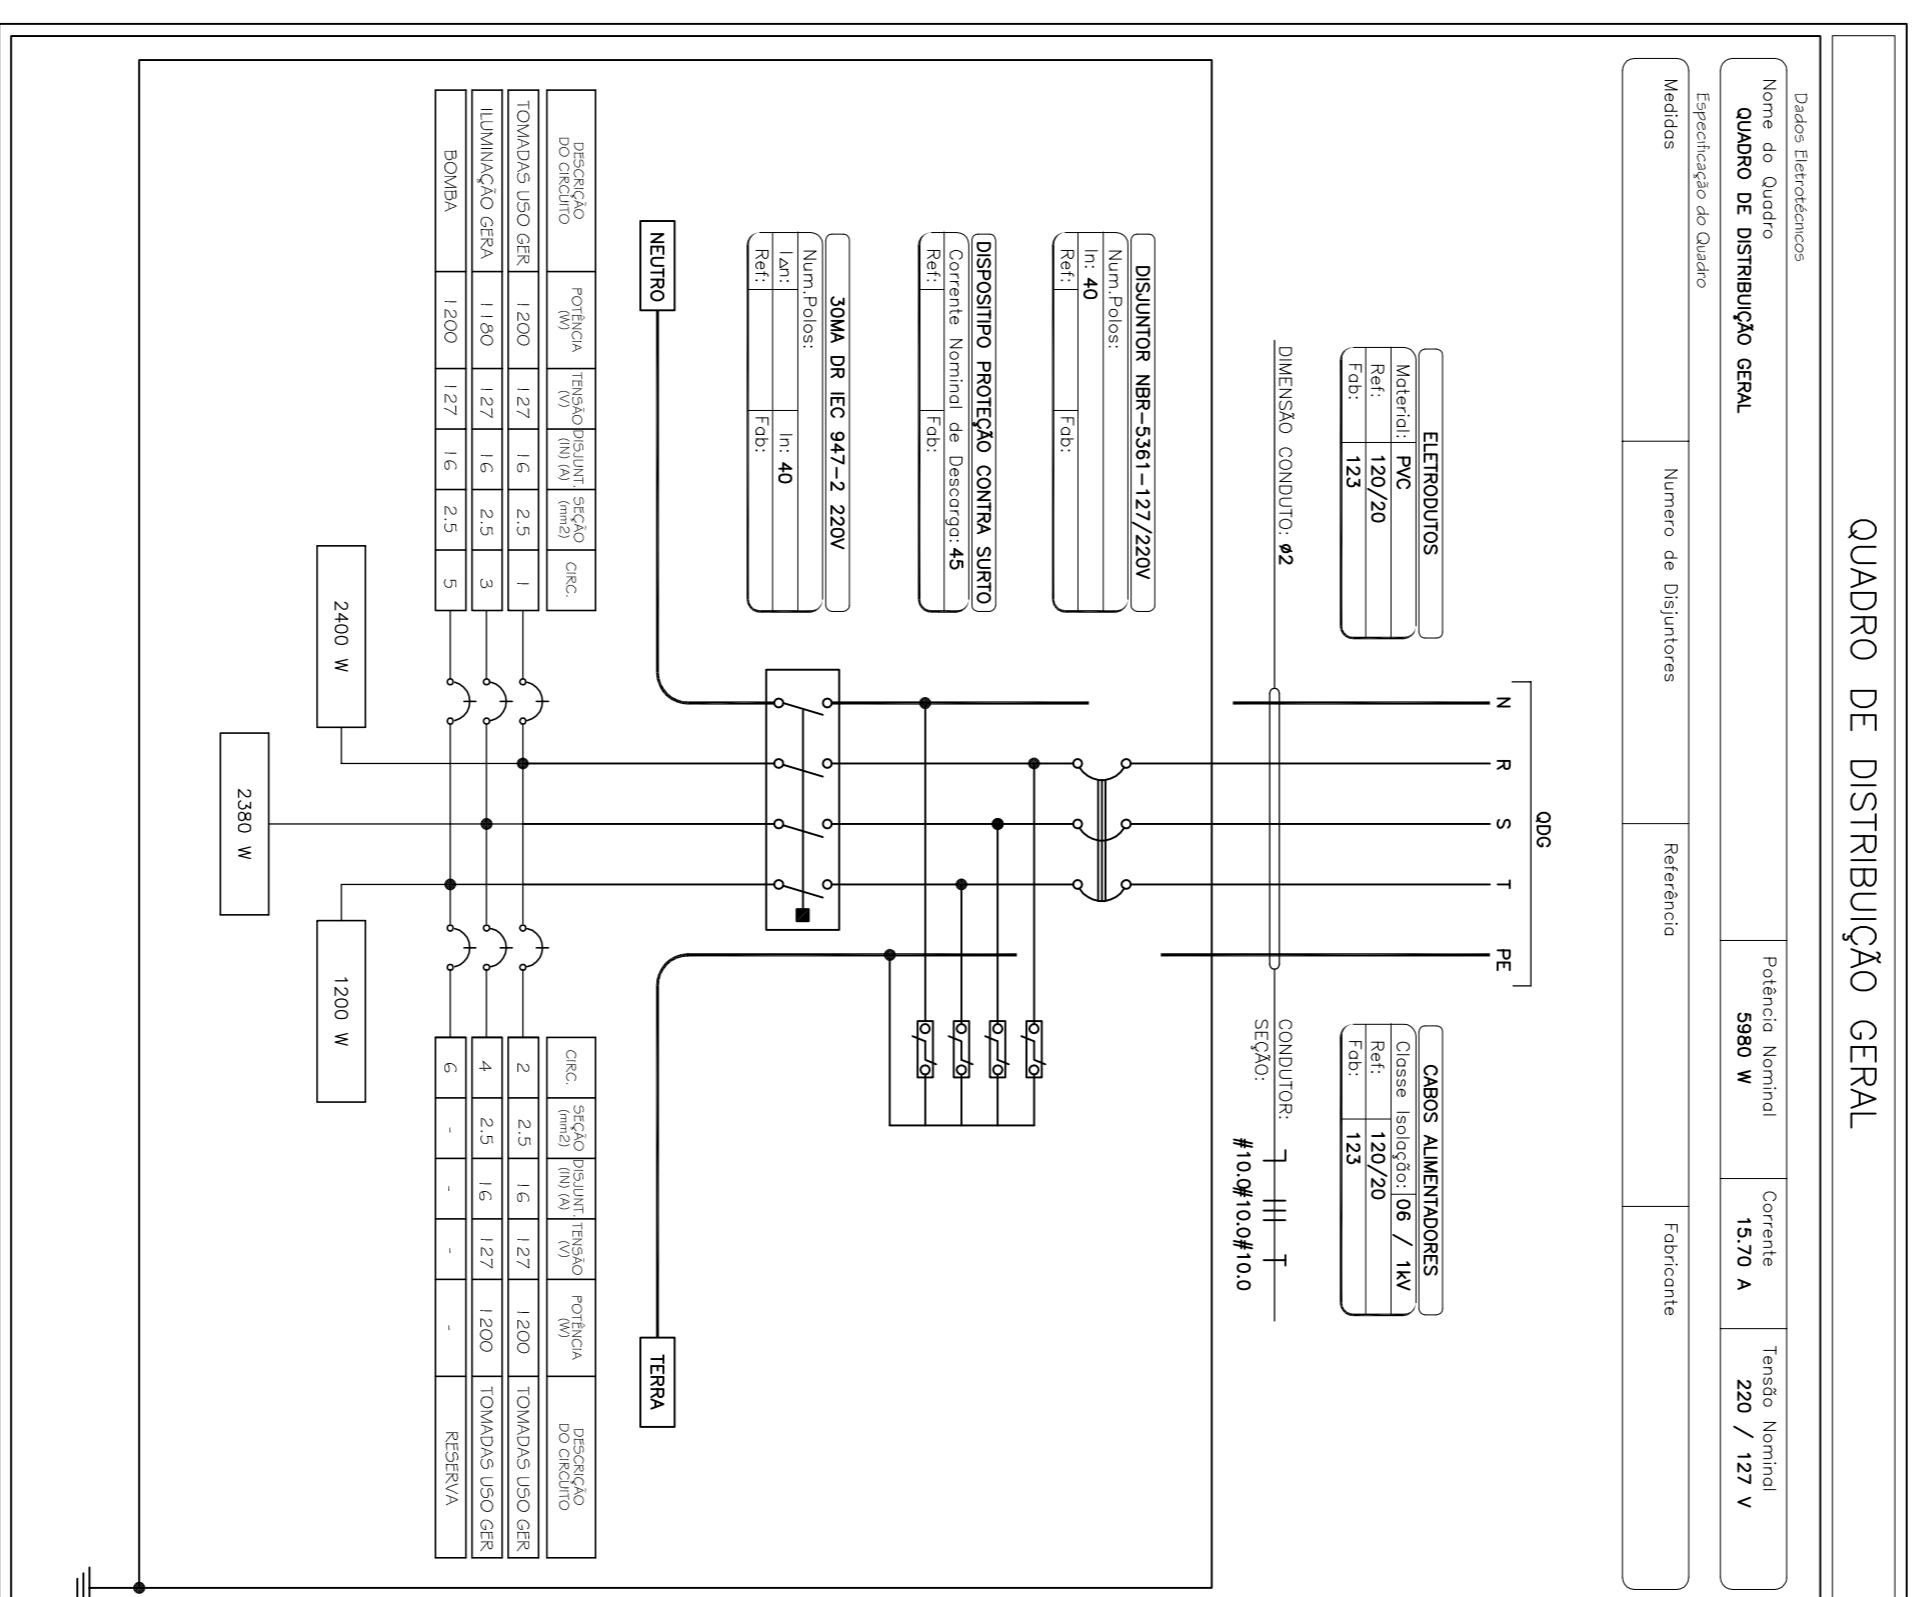 QUADRO DE DISTRIBUIÇÃO GERAL
Dados Eletrotécnicos
Nome do Quadro
QUADRO DE DISTRIBUIÇÃO GERAL
Potência Nominal
5980 W
Corrente
15.70 A
Tensão Nominal
220 / 127 V
Especificação do Quadro
Medidas
Numero de Disjuntores
Referência
Fabricante
QDG
N
R
S
T
PE
ELETRODUTOS
Material: PVC
Ref: 120/20
Fab: 123
CABOS ALIMENTADORES
Classe Isolação: 06 / 1kV
Ref: 120/20
Fab: 123
DIMENSÃO CONDUTO: ø2
CONDUTOR:
SEÇÃO:
#10.0#10.0#10.0
DISJUNTOR NBR-5361-127/220V
Num.Polos:
In: 40
Ref: Fab:
DISPOSITIPO PROTEÇÃO CONTRA SURTO
Corrente Nominal de Descarga: 45
Ref: Fab:
30MA DR IEC 947-2 220V
Num.Polos:
I∆n: In: 40
Ref: Fab:
NEUTRO
TERRA
DESCRIÇÃO DO CIRCUITO POTÊNCIA (W) TENSÃO (V) DISJUNT. (IN) (A) SEÇÃO (mm2) CIRC.
TOMADAS USO GER 1200 127 16 2.5 1
ILUMINAÇÃO GERA 1180 127 16 2.5 3
BOMBA 1200 127 16 2.5 5
CIRC. SEÇÃO (mm2) DISJUNT. (IN) (A) TENSÃO (V) POTÊNCIA (W) DESCRIÇÃO DO CIRCUITO
2 2.5 16 127 1200 TOMADAS USO GER
4 2.5 16 127 1200 TOMADAS USO GER
6 - - - - RESERVA
2400 W
1200 W
2380 W